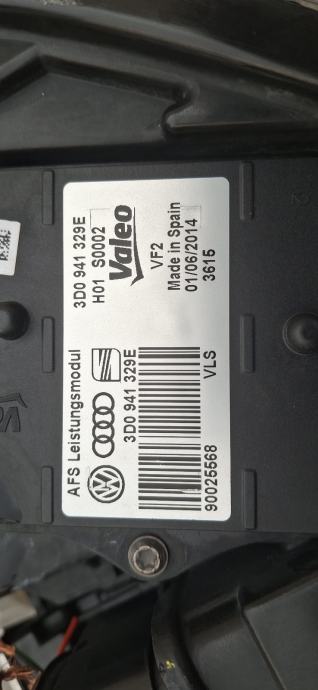 AFS Leistungsmodul
3D0 941 329E
H01 S0002
Valeo
3D0 941 329E
VF2
Made in Spain
01/06/2014
3615
90025568
VLS